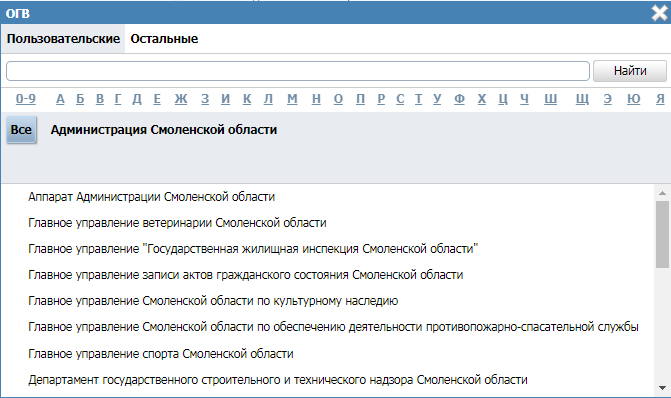 ОГВ
Пользовательские Остальные
Найти
0-9 А Б В Г Д Е Ж З И К Л М Н О П Р С Т У Ф Х Ц Ч Ш Щ Э Ю Я
Все Администрация Смоленской области
Аппарат Администрации Смоленской области
Главное управление ветеринарии Смоленской области
Главное управление "Государственная жилищная инспекция Смоленской области"
Главное управление записи актов гражданского состояния Смоленской области
Главное управление Смоленской области по культурному наследию
Главное управление Смоленской области по обеспечению деятельности противопожарно-спасательной службы
Главное управление спорта Смоленской области
Департамент государственного строительного и технического надзора Смоленской области